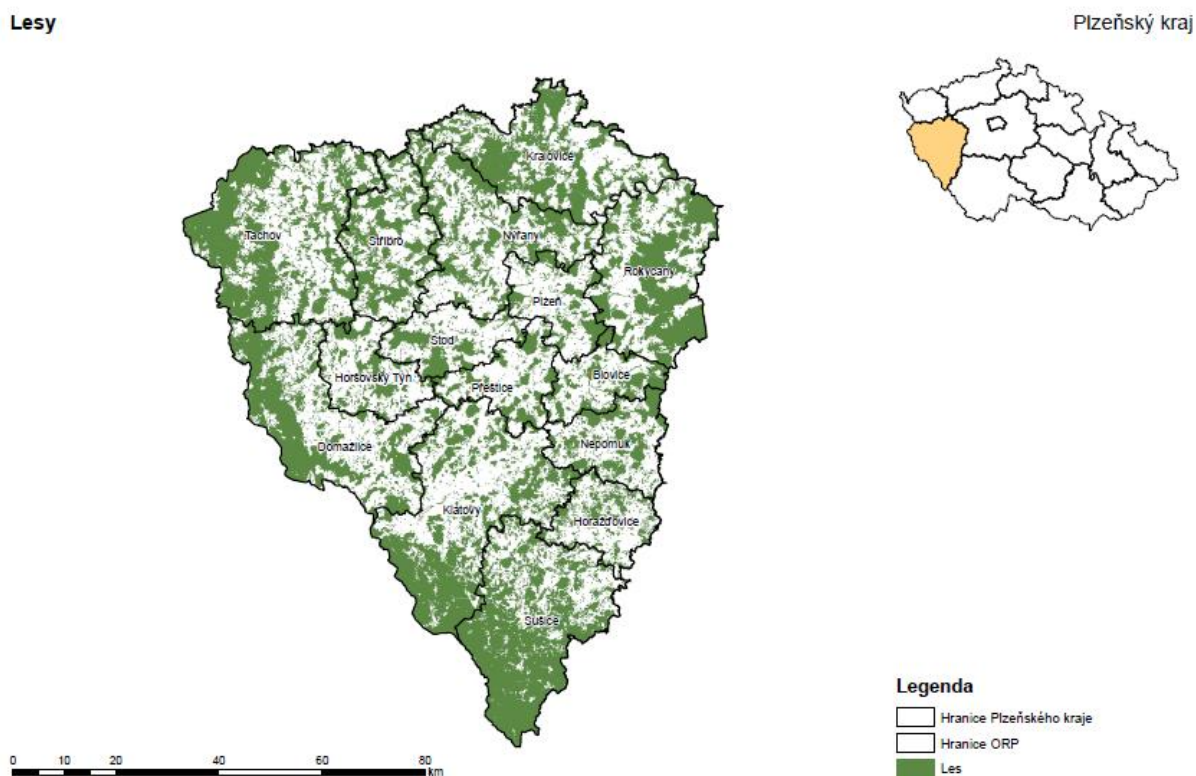 Lesy
Plzeňský kraj
Kralovice
Tachov
Stříbro
Nýřany
Rokycany
Plzeň
Stod
Horšovský Týn
Přeštice
Blovice
Domažlice
Nepomuk
Klatovy
Horažďovice
Sušice
Legenda
Hranice Plzeňského kraje
Hranice ORP
Les
0 10 20 40 60 80
km